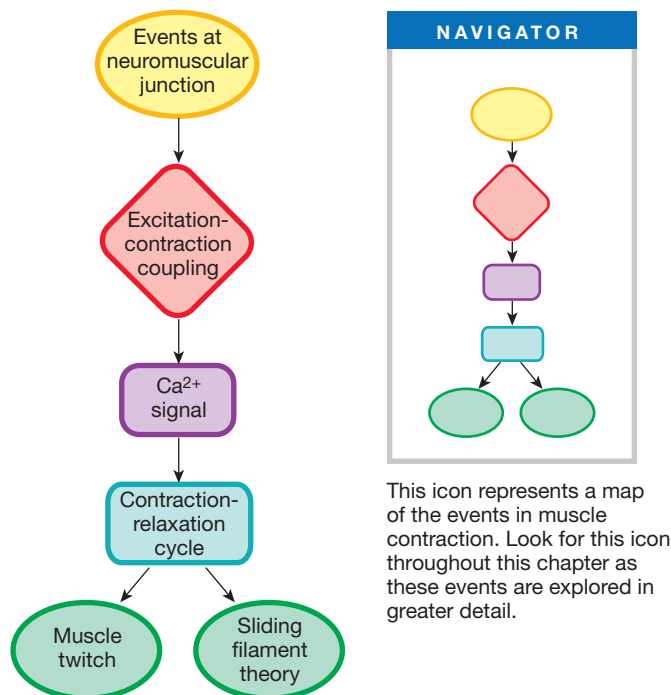 Events at
neuromuscular
junction
Excitation-
contraction
coupling
Ca²⁺
signal
Contraction-
relaxation
cycle
Muscle
twitch
Sliding
filament
theory
NAVIGATOR
This icon represents a map
of the events in muscle
contraction. Look for this icon
throughout this chapter as
these events are explored in
greater detail.